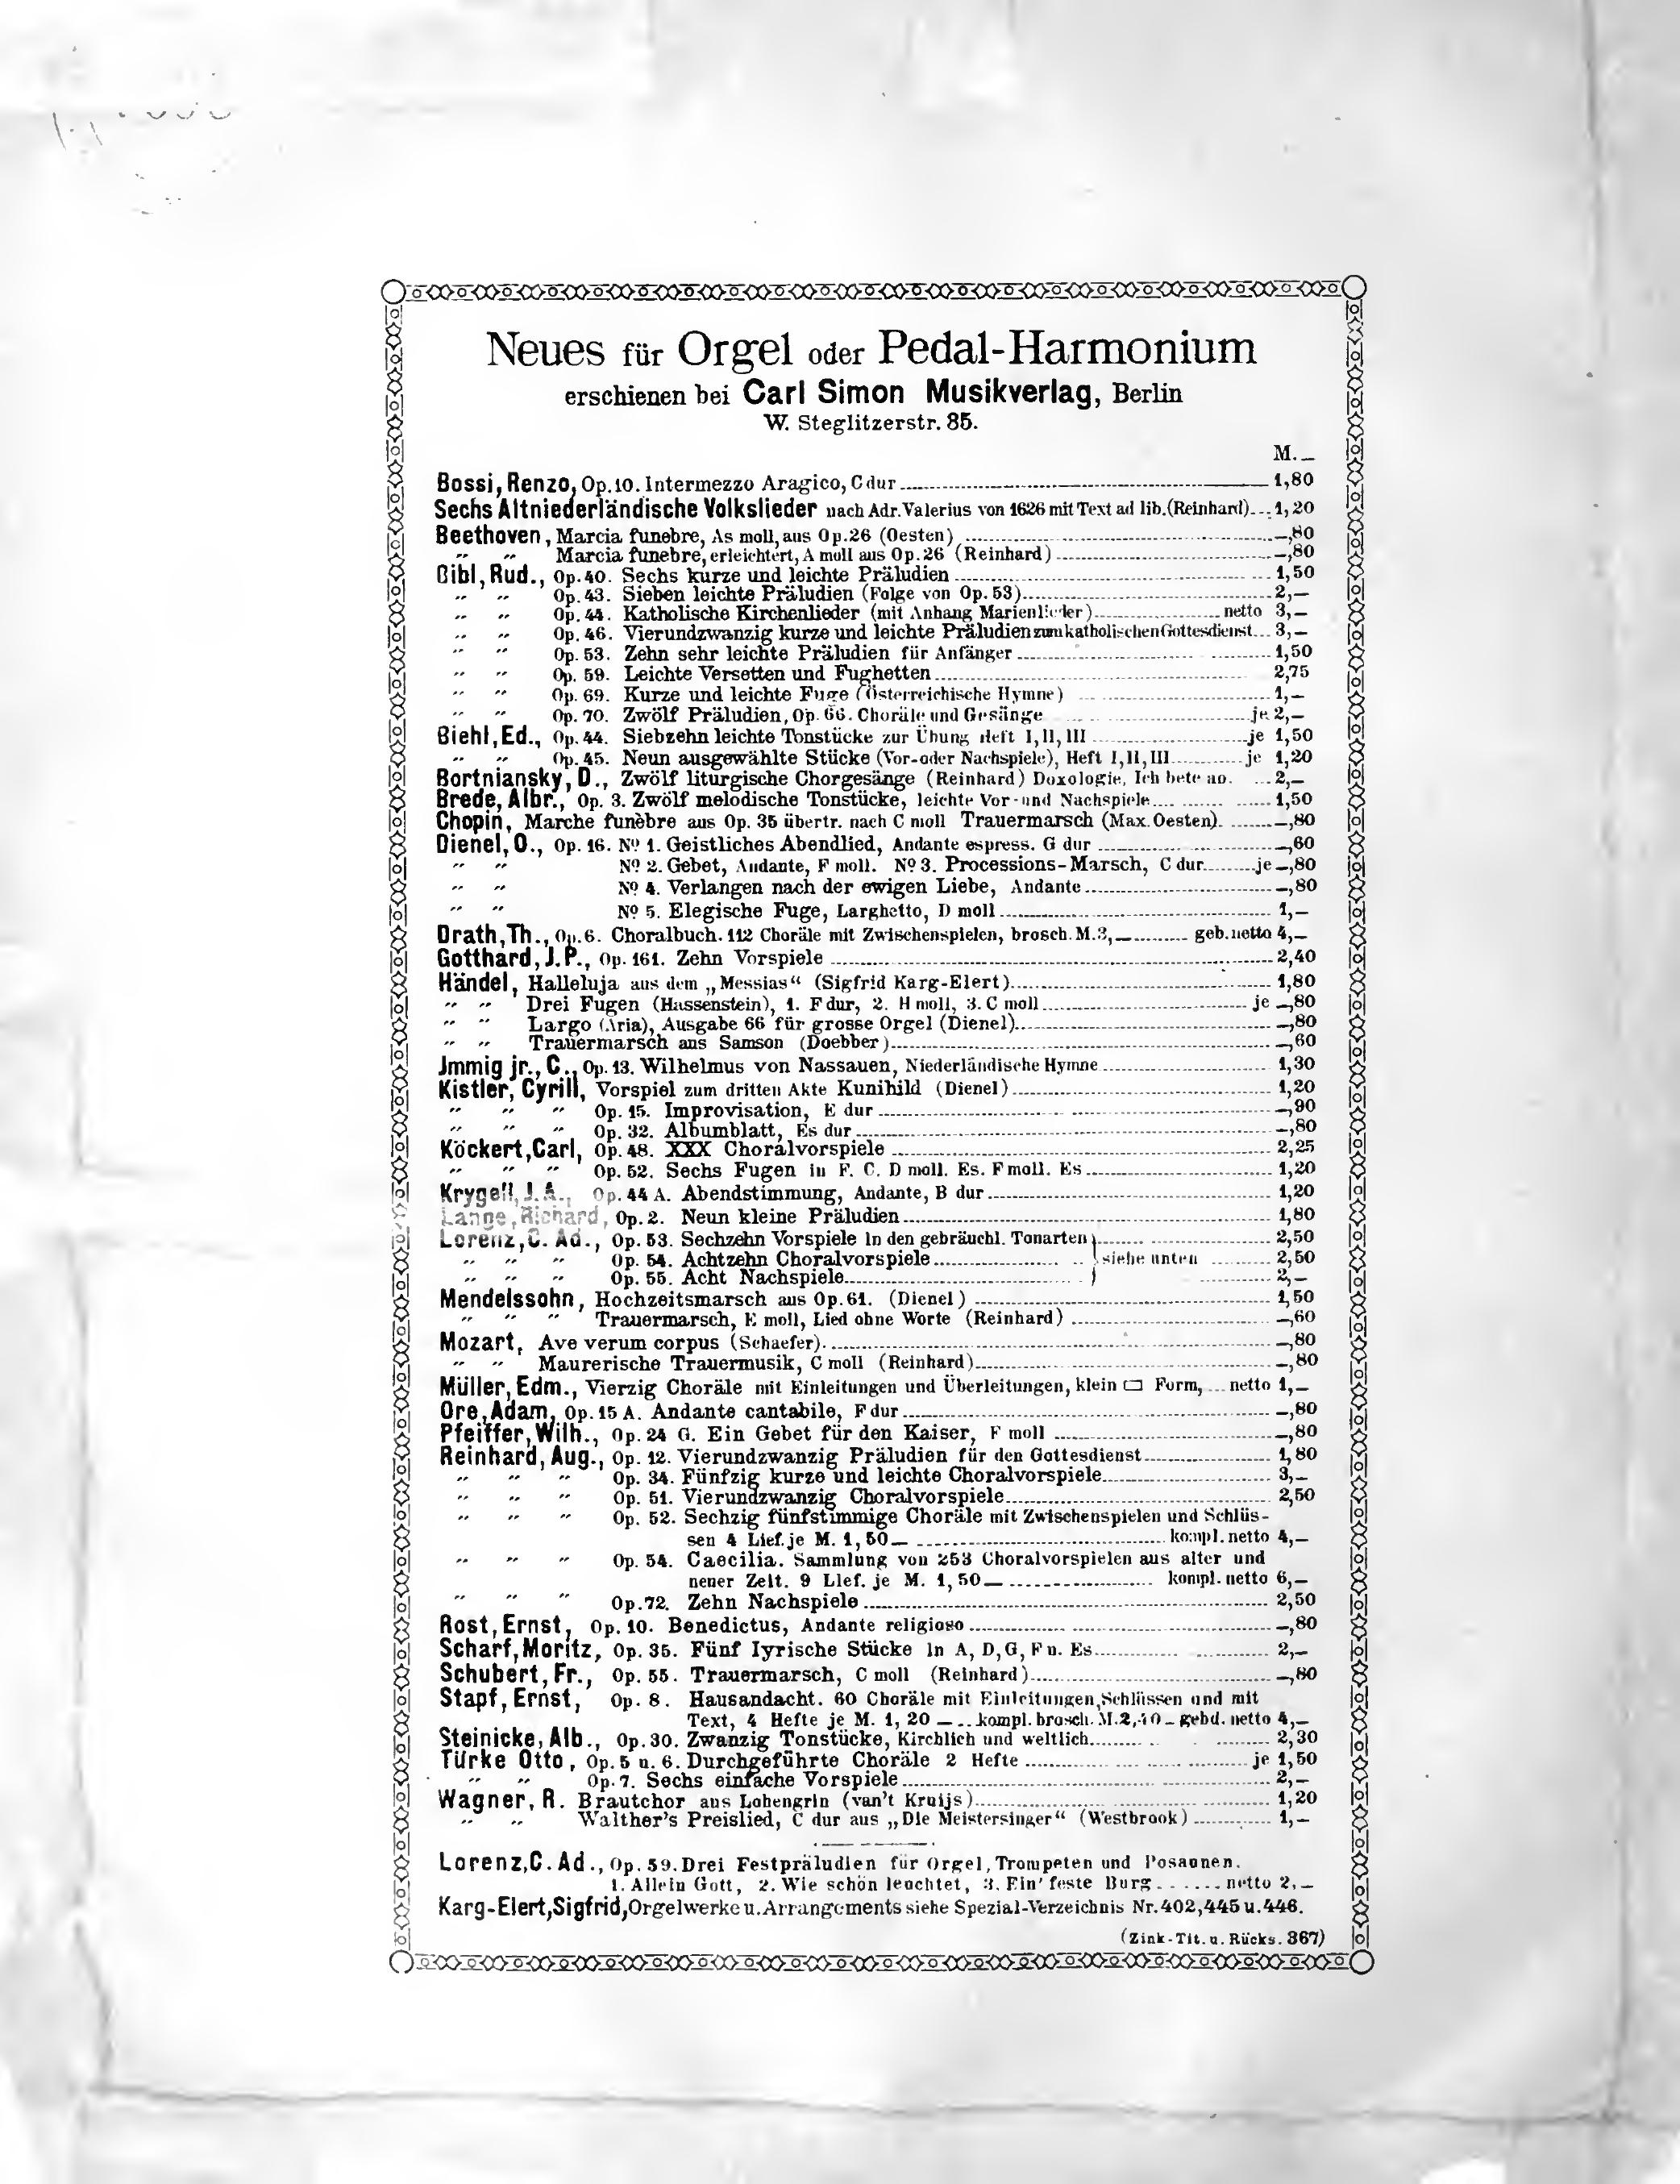 Neues für Orgel oder Pedal-Harmonium
erschienen bei Carl Simon Musikverlag, Berlin
W. Steglitzerstr. 85.
M. —
Bossi, Renzo, Op. 10. Intermezzo Aragico, C dur 1,80
Sechs Altniederländische Volkslieder nach Adr. Valerius von 1626 mit Text ad lib. (Reinhard) 1,20
Beethoven, Marcia funebre, As moll, aus Op. 26 (Oesten) —,80
" " Marcia funebre, erleichtert, A moll aus Op. 26 (Reinhard) —,80
Bibl, Rud., Op. 40. Sechs kurze und leichte Präludien 1,50
" " Op. 43. Sieben leichte Präludien (Folge von Op. 53) 2,—
" " Op. 44. Katholische Kirchenlieder (mit Anhang Marienlieder) netto 3,—
" " Op. 46. Vierundzwanzig kurze und leichte Präludien zum katholischen Gottesdienst 3,—
" " Op. 53. Zehn sehr leichte Präludien für Anfänger 1,50
" " Op. 59. Leichte Versetten und Fughetten 2,75
" " Op. 69. Kurze und leichte Fuge (Österreichische Hymne) 1,—
" " Op. 70. Zwölf Präludien, Op. 66. Choräle und Gesänge je 2,—
Biehl, Ed., Op. 44. Siebzehn leichte Tonstücke zur Übung Heft I, II, III je 1,50
" " Op. 45. Neun ausgewählte Stücke (Vor- oder Nachspiele), Heft I, II, III je 1,20
Bortniansky, D., Zwölf liturgische Chorgesänge (Reinhard) Doxologie, Ich bete an. 2,—
Brede, Albr., Op. 3. Zwölf melodische Tonstücke, leichte Vor- und Nachspiele 1,50
Chopin, Marche funèbre aus Op. 35 übertr. nach C moll Trauermarsch (Max. Oesten). —,80
Dienel, O., Op. 16. No 1. Geistliches Abendlied, Andante espress. G dur —,60
" " No 2. Gebet, Andante, F moll. No 3. Processions-Marsch, C dur je —,80
" " No 4. Verlangen nach der ewigen Liebe, Andante —,80
" " No 5. Elegische Fuge, Larghetto, D moll 1,—
Drath, Th., Op. 6. Choralbuch. 112 Choräle mit Zwischenspielen, brosch. M. 3,— geb. netto 4,—
Gotthard, J. P., Op. 161. Zehn Vorspiele 2,40
Händel, Halleluja aus dem „Messias“ (Sigfrid Karg-Elert) 1,80
" " Drei Fugen (Hassenstein), 1. F dur, 2. H moll, 3. C moll je —,80
" " Largo (Aria), Ausgabe 66 für grosse Orgel (Dienel) —,80
" " Trauermarsch aus Samson (Doebber) —,60
Jmmig jr., C., Op. 13. Wilhelmus von Nassauen, Niederländische Hymne 1,30
Kistler, Cyrill, Vorspiel zum dritten Akte Kunihild (Dienel) 1,20
" " " Op. 15. Improvisation, E dur —,90
" " " Op. 32. Albumblatt, Es dur —,80
Köckert, Carl, Op. 48. XXX Choralvorspiele 2,25
" " " Op. 52. Sechs Fugen in F. C. D moll. Es. F moll. Es 1,20
Krygell, J. A., Op. 44 A. Abendstimmung, Andante, B dur 1,20
Lange, Richard, Op. 2. Neun kleine Präludien 1,80
Lorenz, C. Ad., Op. 53. Sechzehn Vorspiele in den gebräuchl. Tonarten 2,50
" " " Op. 54. Achtzehn Choralvorspiele } siehe unten 2,50
" " " Op. 55. Acht Nachspiele 2,—
Mendelssohn, Hochzeitsmarsch aus Op. 61. (Dienel) 1,50
" " " Trauermarsch, E moll, Lied ohne Worte (Reinhard) —,60
Mozart, Ave verum corpus (Schaefer). —,80
" " Maurerische Trauermusik, C moll (Reinhard) —,80
Müller, Edm., Vierzig Choräle mit Einleitungen und Überleitungen, klein ▭ Form, netto 1,—
Ore, Adam, Op. 15 A. Andante cantabile, F dur —,80
Pfeiffer, Wilh., Op. 24 G. Ein Gebet für den Kaiser, F moll —,80
Reinhard, Aug., Op. 12. Vierundzwanzig Präludien für den Gottesdienst 1,80
" " " Op. 34. Fünfzig kurze und leichte Choralvorspiele 3,—
" " " Op. 51. Vierundzwanzig Choralvorspiele 2,50
" " " Op. 52. Sechzig fünfstimmige Choräle mit Zwischenspielen und Schlüs-
sen 4 Lief. je M. 1,50— kompl. netto 4,—
" " " Op. 54. Caecilia. Sammlung von 253 Choralvorspielen aus alter und
neuer Zeit. 9 Lief. je M. 1,50— kompl. netto 6,—
" " " Op. 72. Zehn Nachspiele 2,50
Rost, Ernst, Op. 10. Benedictus, Andante religioso —,80
Scharf, Moritz, Op. 35. Fünf lyrische Stücke in A, D, G, F u. Es 2,—
Schubert, Fr., Op. 55. Trauermarsch, C moll (Reinhard) —,80
Stapf, Ernst, Op. 8. Hausandacht. 60 Choräle mit Einleitungen, Schlüssen und mit
Text, 4 Hefte je M. 1,20 — kompl. brosch. M. 2,40 — gebd. netto 4,—
Steinicke, Alb., Op. 30. Zwanzig Tonstücke, Kirchlich und weltlich 2,30
Türke Otto, Op. 5 u. 6. Durchgeführte Choräle 2 Hefte je 1,50
" " Op. 7. Sechs einfache Vorspiele 2,—
Wagner, R. Brautchor aus Lohengrin (van't Kruijs) 1,20
" " Walther's Preislied, C dur aus „Die Meistersinger“ (Westbrook) 1,—
Lorenz, C. Ad., Op. 59. Drei Festpräludien für Orgel, Trompeten und Posaunen.
1. Allein Gott, 2. Wie schön leuchtet, 3. Ein' feste Burg netto 2,—
Karg-Elert, Sigfrid, Orgelwerke u. Arrangements siehe Spezial-Verzeichnis Nr. 402, 445 u. 446.
(Zink-Tit. u. Rücks. 367)